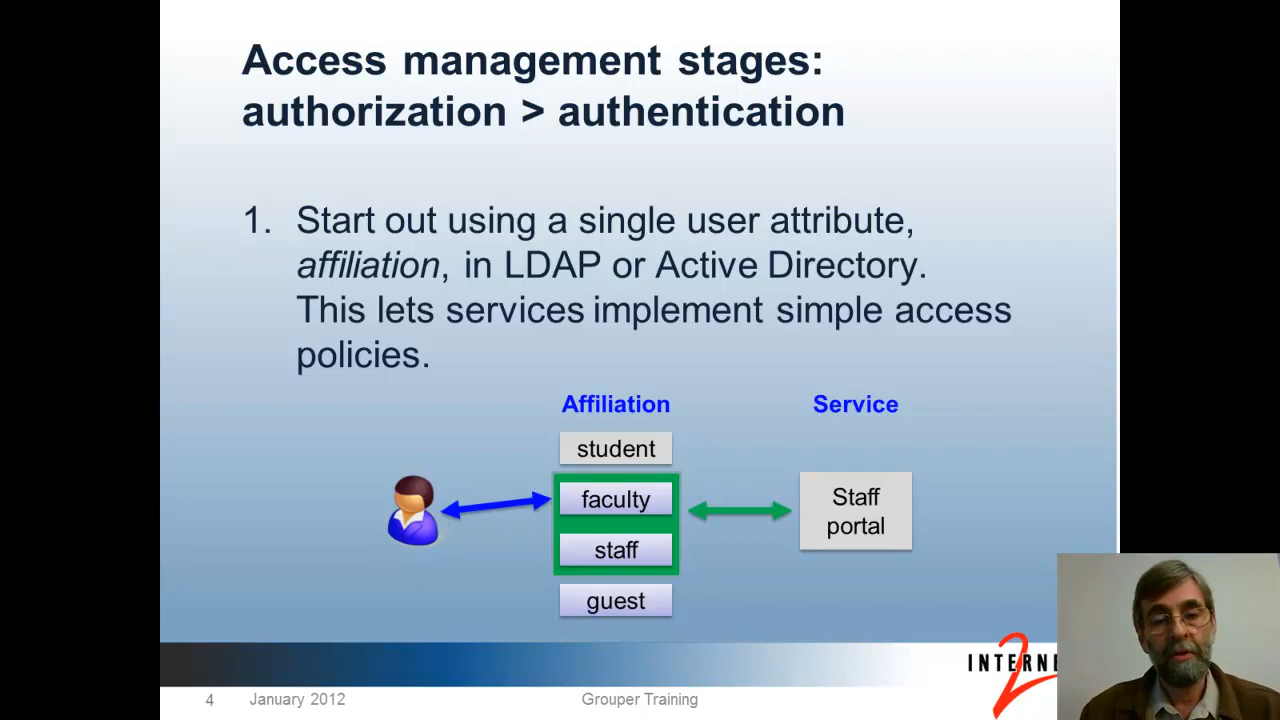 Access management stages:
authorization > authentication
1. Start out using a single user attribute,
affiliation, in LDAP or Active Directory.
This lets services implement simple access
policies.
Affiliation
Service
student
faculty
staff
guest
Staff
portal
INTERNE
2
4
January 2012
Grouper Training